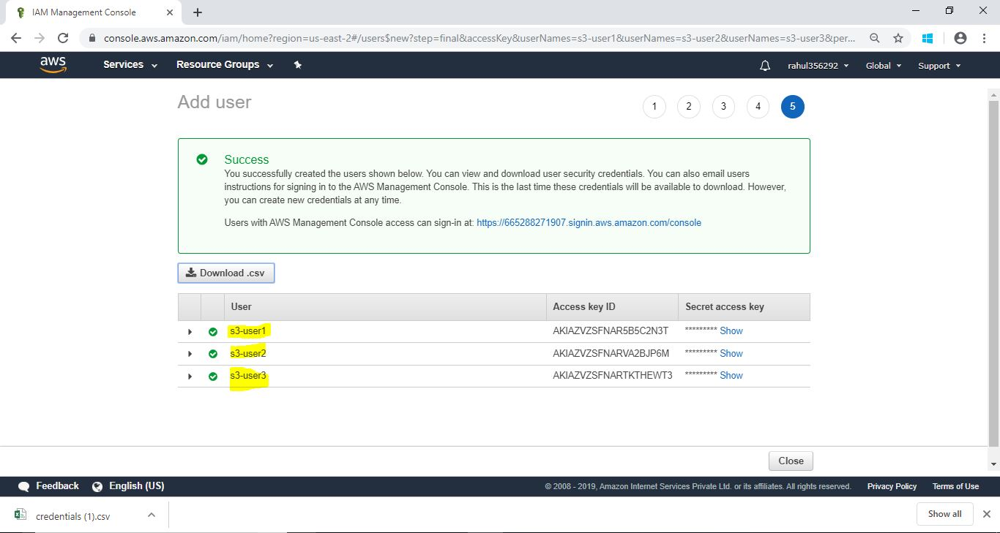 IAM Management Console
console.aws.amazon.com/iam/home?region=us-east-2#/users$new?step=final&accessKey&userNames=s3-user1&userNames=s3-user2&userNames=s3-user3&per...
aws Services Resource Groups rahul356292 Global Support
Add user 1 2 3 4 5
Success
You successfully created the users shown below. You can view and download user security credentials. You can also email users
instructions for signing in to the AWS Management Console. This is the last time these credentials will be available to download. However,
you can create new credentials at any time.
Users with AWS Management Console access can sign-in at: https://665288271907.signin.aws.amazon.com/console
Download .csv
User Access key ID Secret access key
s3-user1 AKIAZVZSFNAR5B5C2N3T ********* Show
s3-user2 AKIAZVZSFNARVA2BJP6M ********* Show
s3-user3 AKIAZVZSFNARTKTHEWT3 ********* Show
Close
Feedback English (US) © 2008 - 2019, Amazon Internet Services Private Ltd. or its affiliates. All rights reserved. Privacy Policy Terms of Use
credentials (1).csv Show all